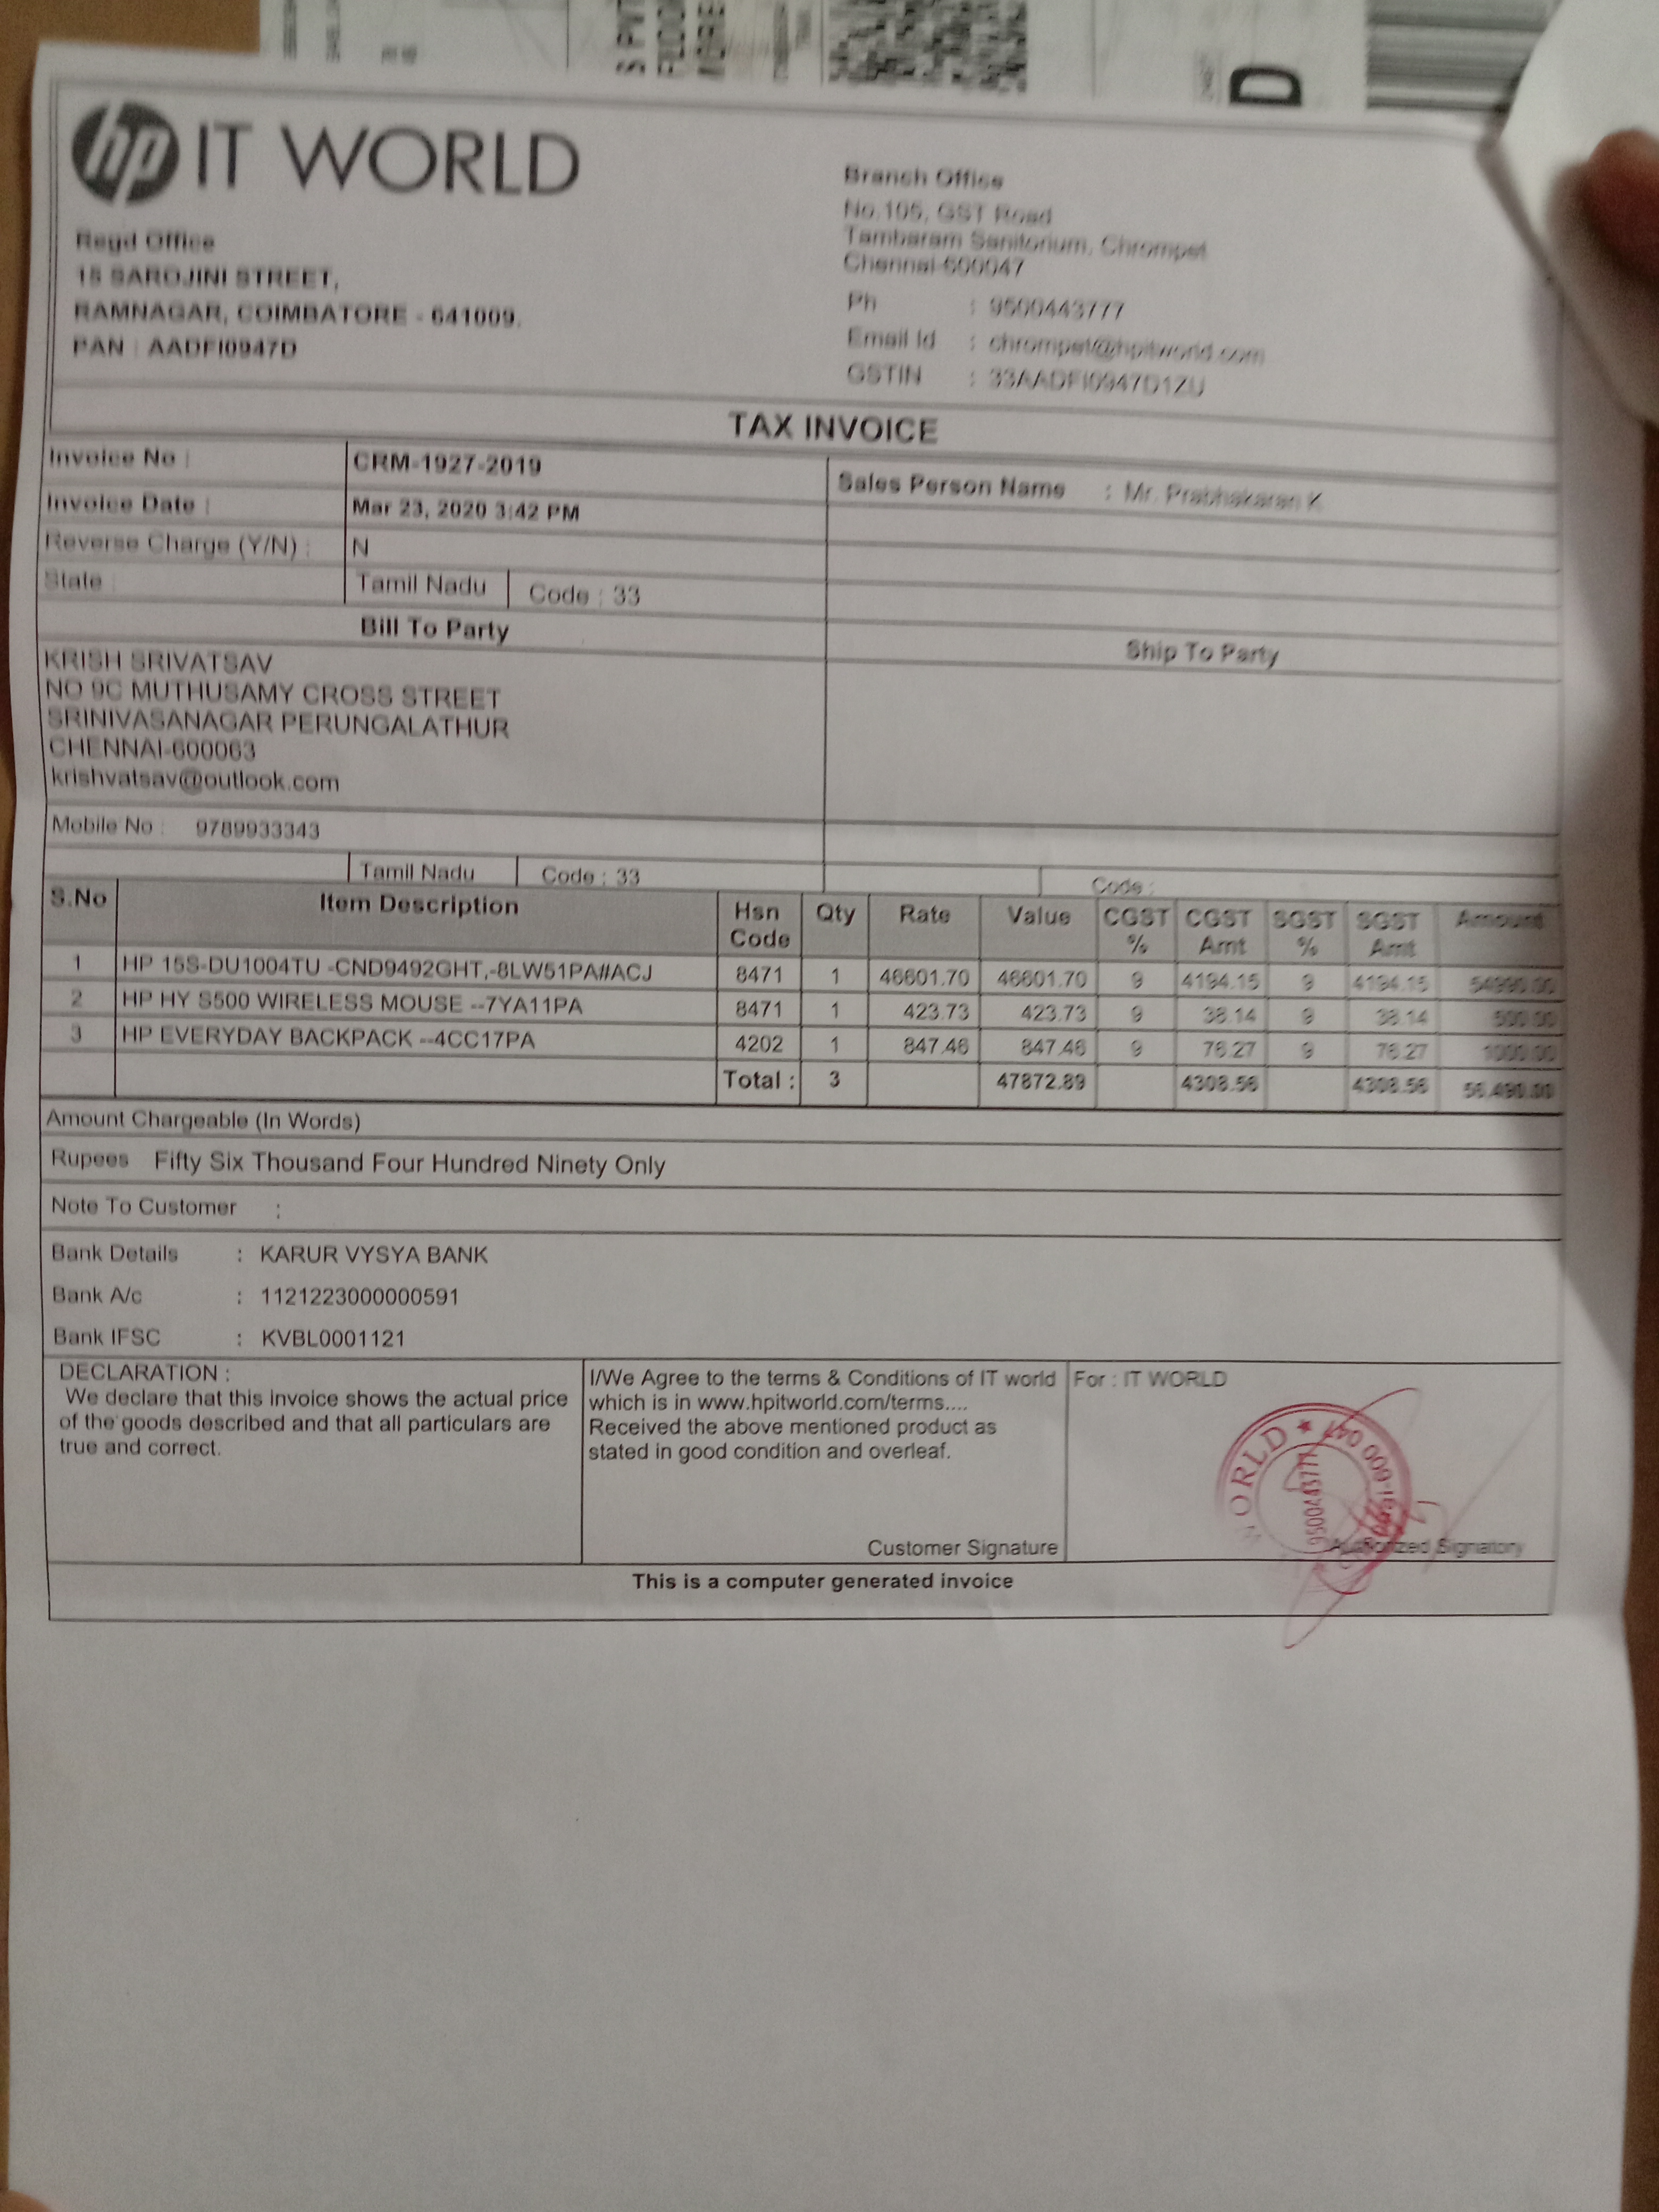 D
hp IT WORLD
Regd Office
15 SAROJINI STREET,
RAMNAGAR, COIMBATORE - 641009.
PAN : AADFI0947D
Branch Office
No.105, GST Road
Tambaram Sanitorium, Chrompet
Chennai-600047
Ph : 9500443777
Email Id : chrompet@hpitworld.com
GSTIN : 33AADFI0947D1ZU
TAX INVOICE
Invoice No : CRM-1927-2019
Sales Person Name : Mr. Prabhakaran K
Invoice Date : Mar 23, 2020 3:42 PM
Reverse Charge (Y/N) : N
State : Tamil Nadu Code : 33
Bill To Party
Ship To Party
KRISH SRIVATSAV
NO 9C MUTHUSAMY CROSS STREET
SRINIVASANAGAR PERUNGALATHUR
CHENNAI-600063
krishvatsav@outlook.com
Mobile No : 9789933343
Tamil Nadu Code : 33 Code :
S.No Item Description Hsn Code Qty Rate Value CGST % CGST Amt SGST % SGST Amt Amount
1 HP 15S-DU1004TU -CND9492GHT,-8LW51PA#ACJ 8471 1 46601.70 46601.70 9 4194.15 9 4194.15 54990.00
2 HP HY S500 WIRELESS MOUSE --7YA11PA 8471 1 423.73 423.73 9 38.14 9 38.14 500.00
3 HP EVERYDAY BACKPACK --4CC17PA 4202 1 847.46 847.46 9 76.27 9 76.27 1000.00
Total : 3 47872.89 4308.56 4308.56 56,490.00
Amount Chargeable (In Words)
Rupees Fifty Six Thousand Four Hundred Ninety Only
Note To Customer :
Bank Details : KARUR VYSYA BANK
Bank A/c : 1121223000000591
Bank IFSC : KVBL0001121
DECLARATION :
We declare that this invoice shows the actual price
of the goods described and that all particulars are
true and correct.
I/We Agree to the terms & Conditions of IT world
which is in www.hpitworld.com/terms....
Received the above mentioned product as
stated in good condition and overleaf.
Customer Signature
For : IT WORLD
WORLD ★ 600 047
9500443777
Authorized Signatory
This is a computer generated invoice